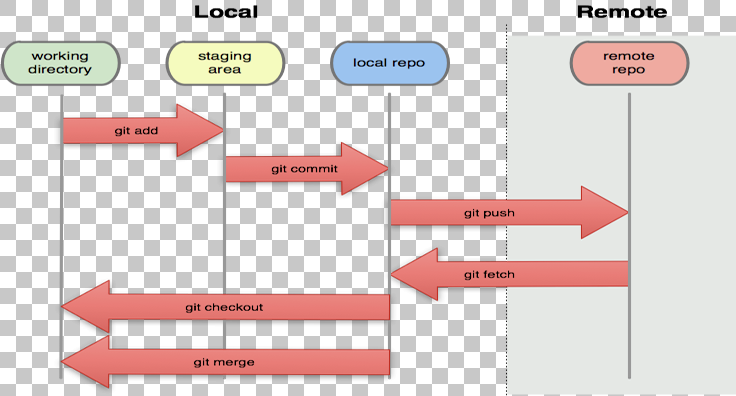 Local
Remote
working
directory
staging
area
local repo
remote
repo
git add
git commit
git push
git fetch
git checkout
git merge